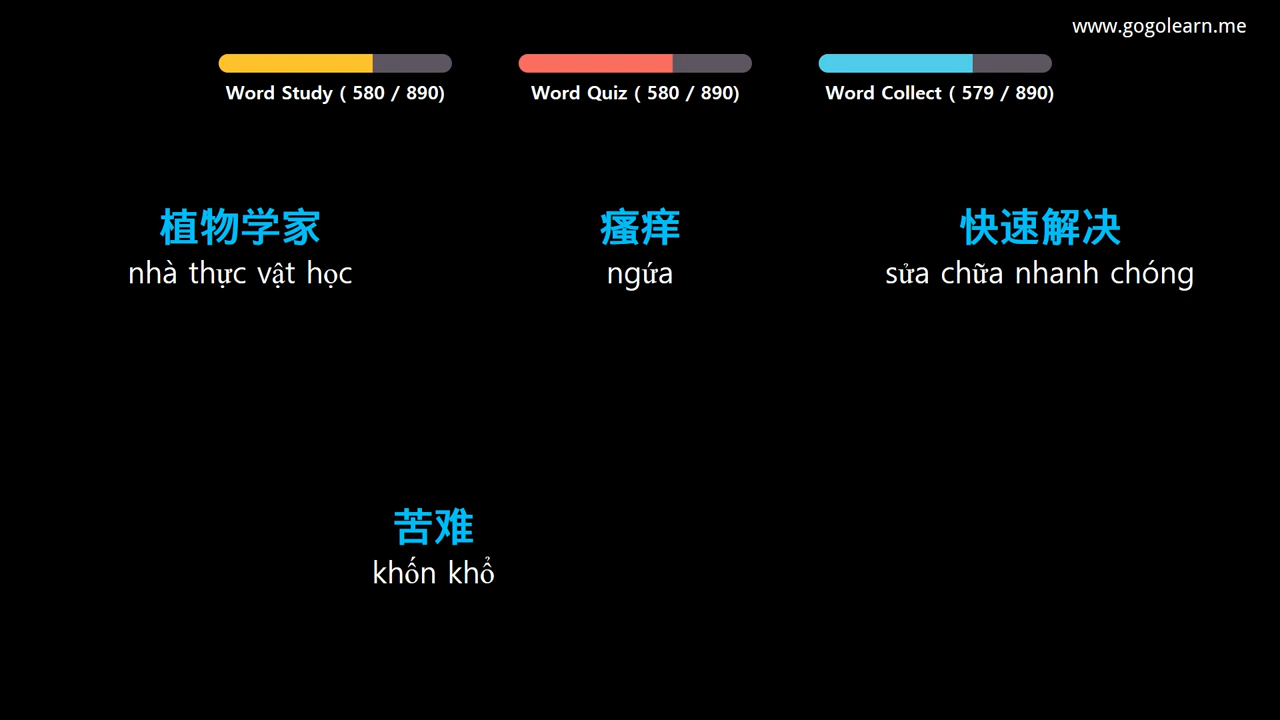 www.gogolearn.me
Word Study ( 580 / 890)
Word Quiz ( 580 / 890)
Word Collect ( 579 / 890)
植物学家
nhà thực vật học
瘙痒
ngứa
快速解决
sửa chữa nhanh chóng
苦难
khốn khổ